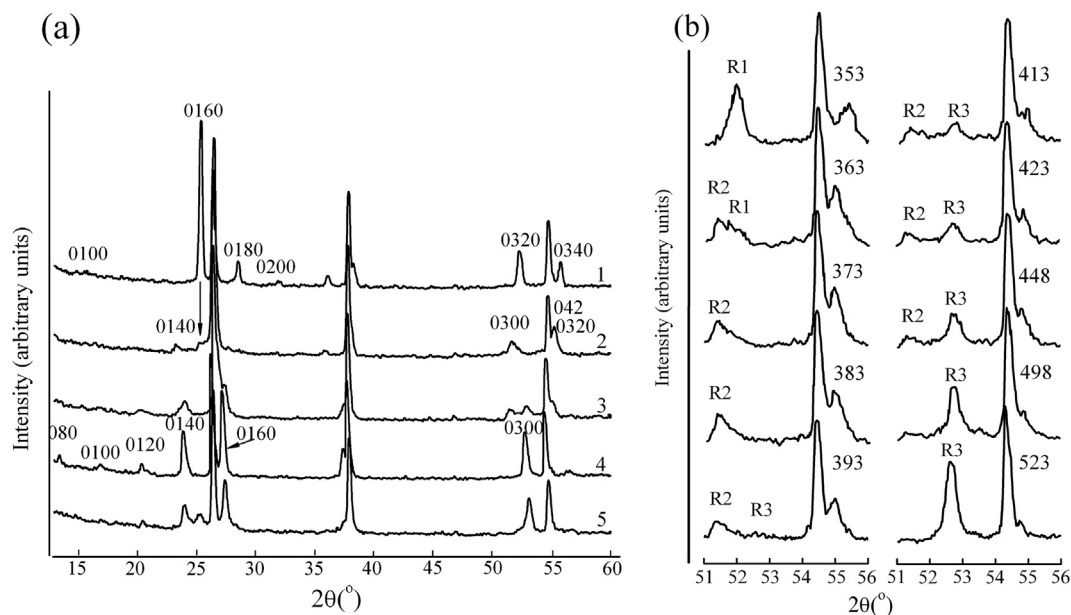 (a)
0160
0100
0180
0200
0320
0340
1
0140
0300
042
0320
2
3
080
0100
0120
0140
0160
0300
4
5
Intensity (arbitrary units)
15 20 25 30 35 40 45 50 55 60
2θ(°)
(b)
R1
353
R2
R1
363
R2
373
R2
383
R2
R3
393
R2
R3
413
R2
R3
423
R2
R3
448
R3
498
R3
523
Intensity (arbitrary units)
51 52 53 54 55 56
51 52 53 54 55 56
2θ(°)